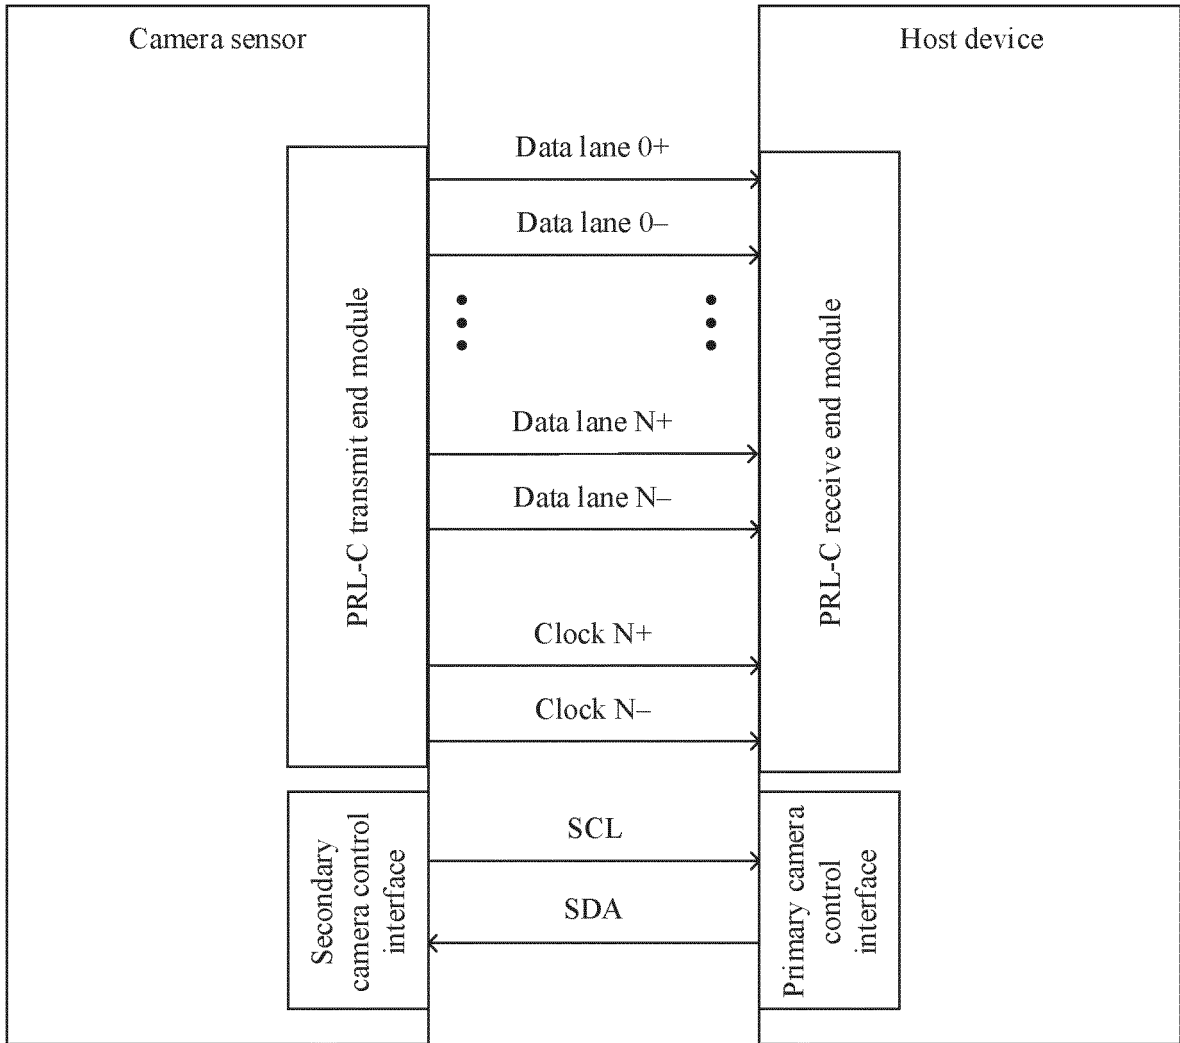 Camera sensor
Host device
Data lane 0+
Data lane 0–
Data lane N+
Data lane N–
Clock N+
Clock N–
PRL-C transmit end module
PRL-C receive end module
SCL
SDA
Secondary
camera control
interface
Primary camera
control
interface